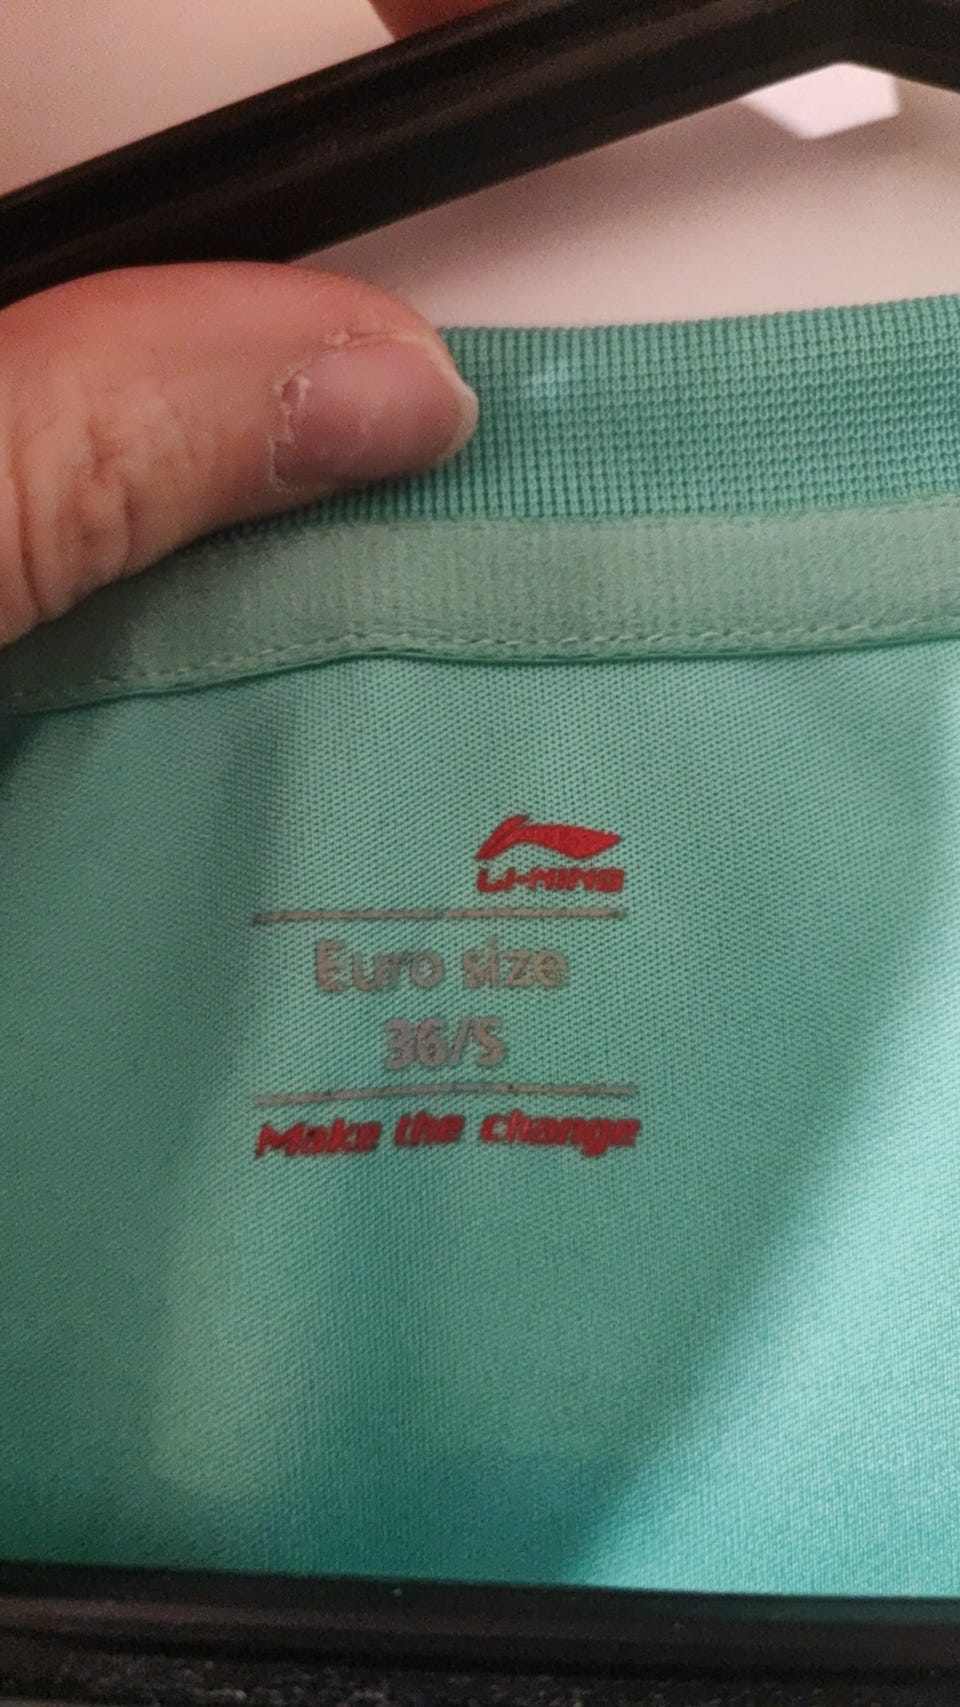 LI-NING
Euro size
36/S
Make the change